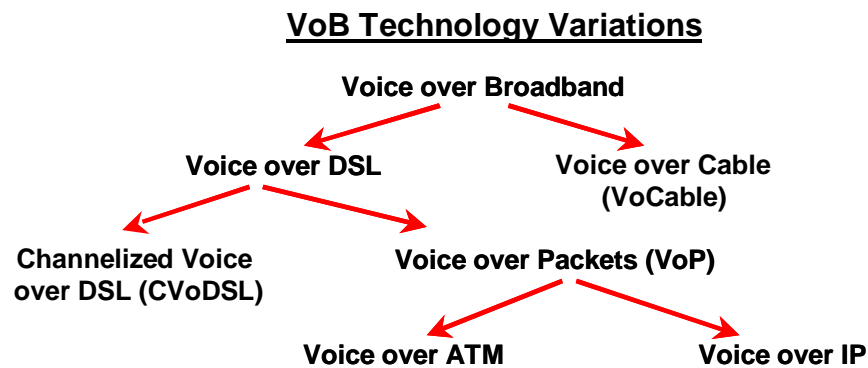 VoB Technology Variations
Voice over Broadband
Voice over DSL
Voice over Cable
(VoCable)
Channelized Voice
over DSL (CVoDSL)
Voice over Packets (VoP)
Voice over ATM
Voice over IP